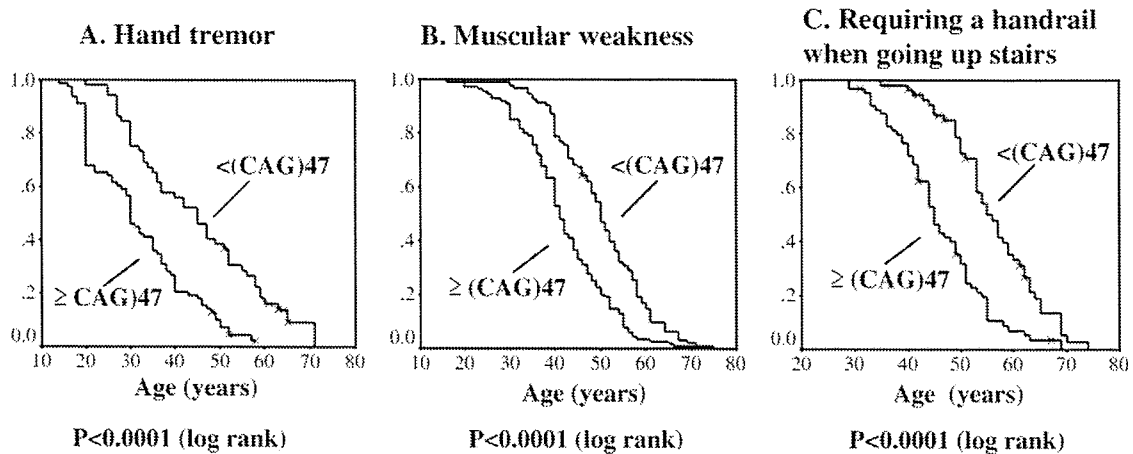 A. Hand tremor
B. Muscular weakness
C. Requiring a handrail
when going up stairs
1.0
.8
.6
.4
.2
0.0
<(CAG)47
≥ CAG)47
10 20 30 40 50 60 70 80
Age (years)
P<0.0001 (log rank)
1.0
.8
.6
.4
.2
0.0
<(CAG)47
≥ (CAG)47
10 20 30 40 50 60 70 80
Age (years)
P<0.0001 (log rank)
1.0
.8
.6
.4
.2
0.0
<(CAG)47
≥ (CAG)47
20 30 40 50 60 70 80
Age (years)
P<0.0001 (log rank)